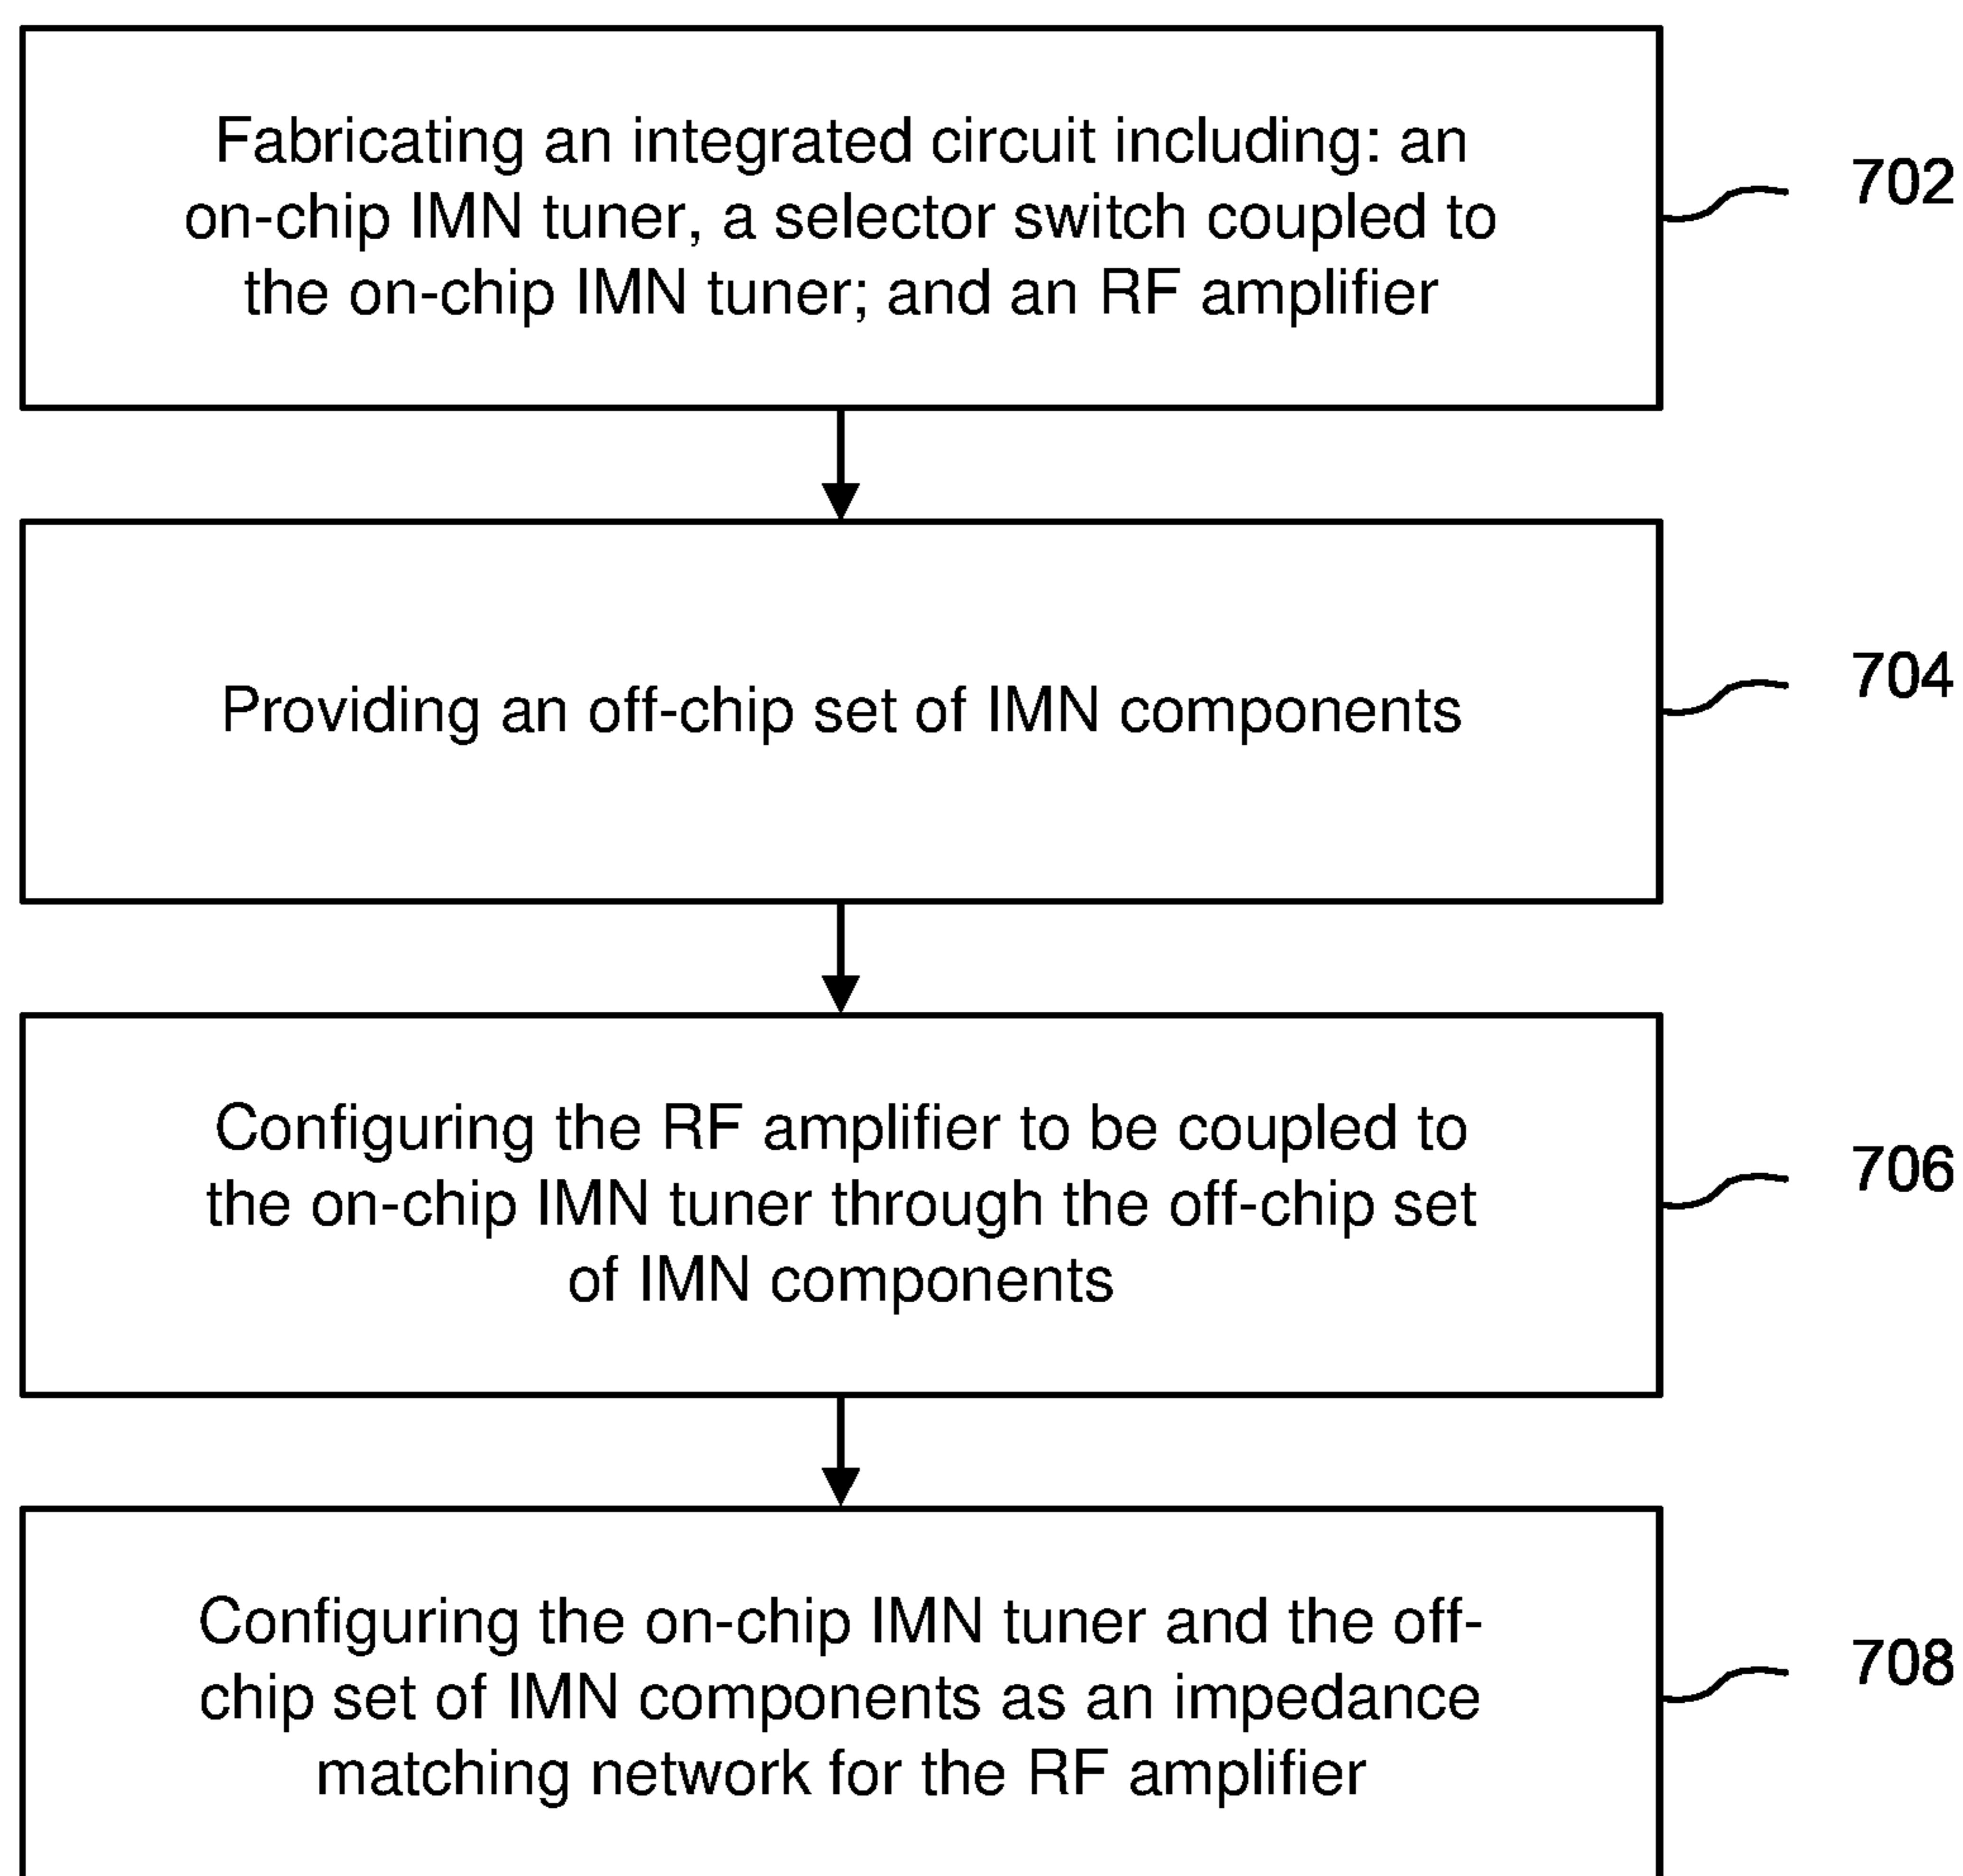 Fabricating an integrated circuit including: an
on-chip IMN tuner, a selector switch coupled to
the on-chip IMN tuner; and an RF amplifier
702
Providing an off-chip set of IMN components
704
Configuring the RF amplifier to be coupled to
the on-chip IMN tuner through the off-chip set
of IMN components
706
Configuring the on-chip IMN tuner and the off-
chip set of IMN components as an impedance
matching network for the RF amplifier
708